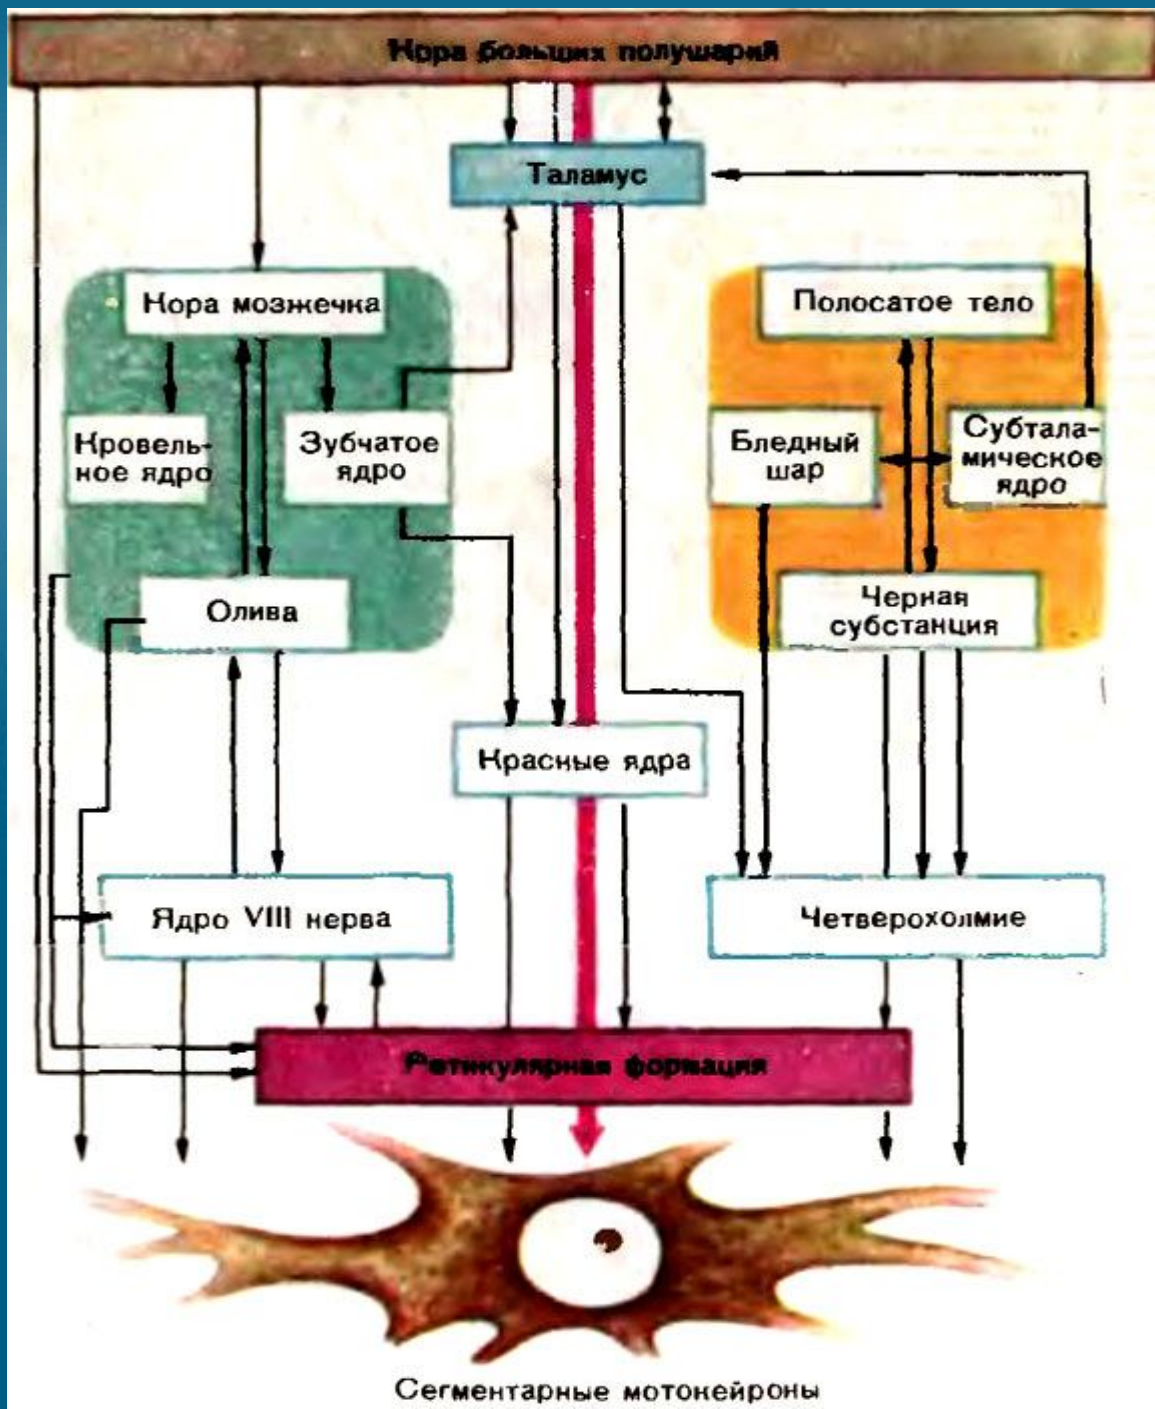 Кора больших полушарий
Таламус
Кора мозжечка
Полосатое тело
Кровель-
ное ядро
Зубчатое
ядро
Бледный
шар
Субтала-
мическое
ядро
Олива
Черная
субстанция
Красные ядра
Ядро VIII нерва
Четверохолмие
Ретикулярная формация
Сегментарные мотонейроны